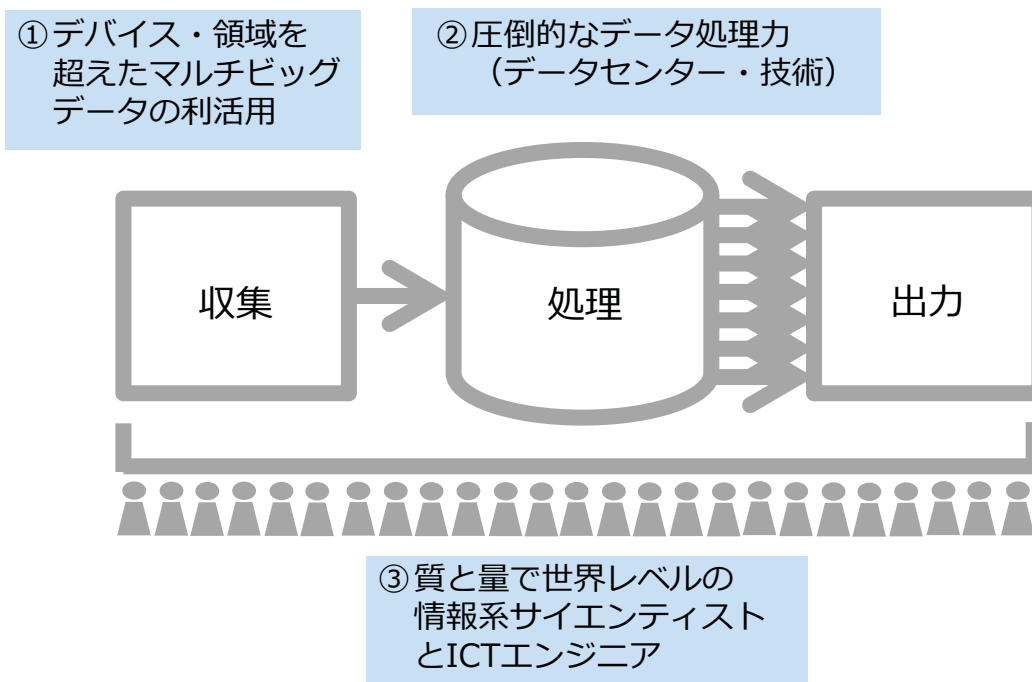 ①デバイス・領域を
超えたマルチビッグ
データの利活用
②圧倒的なデータ処理力
（データセンター・技術）
収集
処理
出力
③質と量で世界レベルの
情報系サイエンティスト
とICTエンジニア